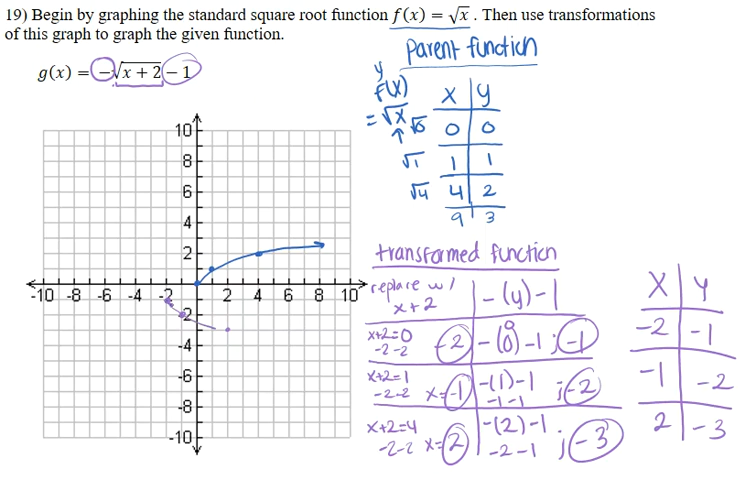 19) Begin by graphing the standard square root function f(x) = √x . Then use transformations
of this graph to graph the given function.
g(x) = −√x + 2 − 1
Parent function
y
f(x)
= √x
x | y
√0 0 | 0
√1 1 | 1
√4 4 | 2
9 | 3
10
8
6
4
2
-10 -8 -6 -4 -2 2 4 6 8 10
-2
-4
-6
-8
-10
transformed function
replace w/
x+2 | -(y)-1
x+2=0
-2 -2 -2 | -(0)-1 ; -1
x+2=1
-2-2 x=-1 | -(1)-1
-1-1 ; -2
x+2=4
-2-2 x=2 | -(2)-1
-2-1 ; -3
X | Y
-2 | -1
-1 | -2
2 | -3